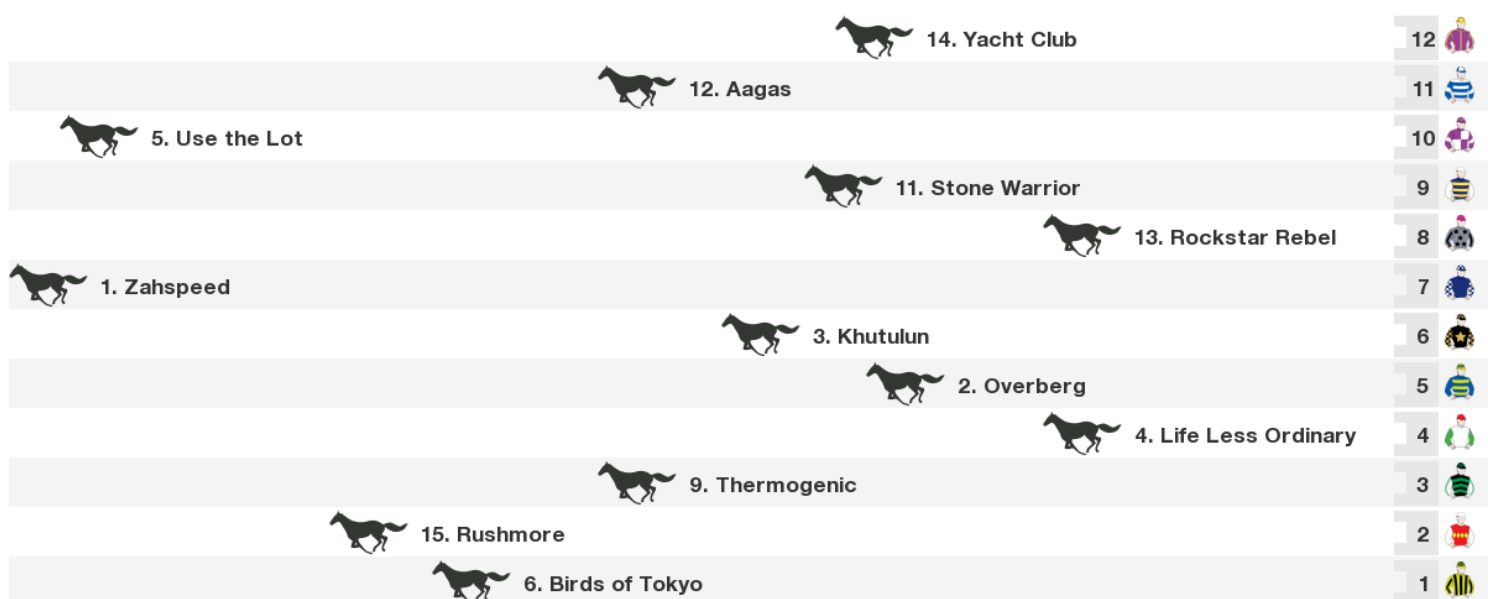 14. Yacht Club 12
12. Aagas 11
5. Use the Lot 10
11. Stone Warrior 9
13. Rockstar Rebel 8
1. Zahspeed 7
3. Khutulun 6
2. Overberg 5
4. Life Less Ordinary 4
9. Thermogenic 3
15. Rushmore 2
6. Birds of Tokyo 1